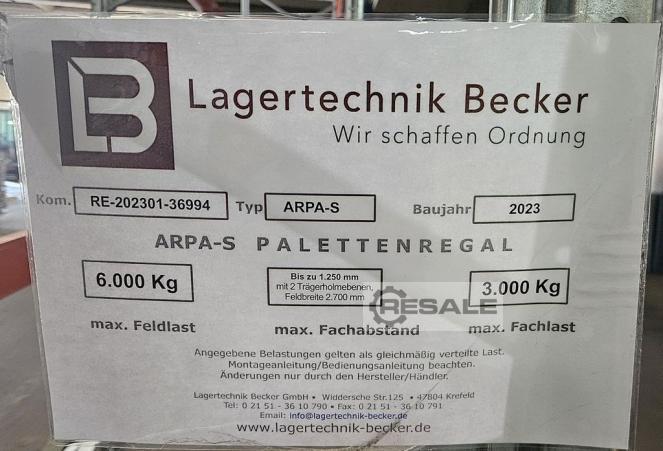 LB
Lagertechnik Becker
Wir schaffen Ordnung
Kom. RE-202301-36994 Typ ARPA-S Baujahr 2023
ARPA-S PALETTENREGAL
6.000 Kg
Bis zu 1.250 mm
mit 2 Trägerholmebenen,
Feldbreite 2.700 mm
3.000 Kg
RESALE
max. Feldlast max. Fachabstand max. Fachlast
Angegebene Belastungen gelten als gleichmäßig verteilte Last.
Montageanleitung/Bedienungsanleitung beachten.
Änderungen nur durch den Hersteller/Händler.
Lagertechnik Becker GmbH • Widdersche Str.125 • 47804 Krefeld
Tel: 0 21 51 - 36 10 790 • Fax: 0 21 51 - 36 10 791
Email: info@lagertechnik-becker.de
www.lagertechnik-becker.de